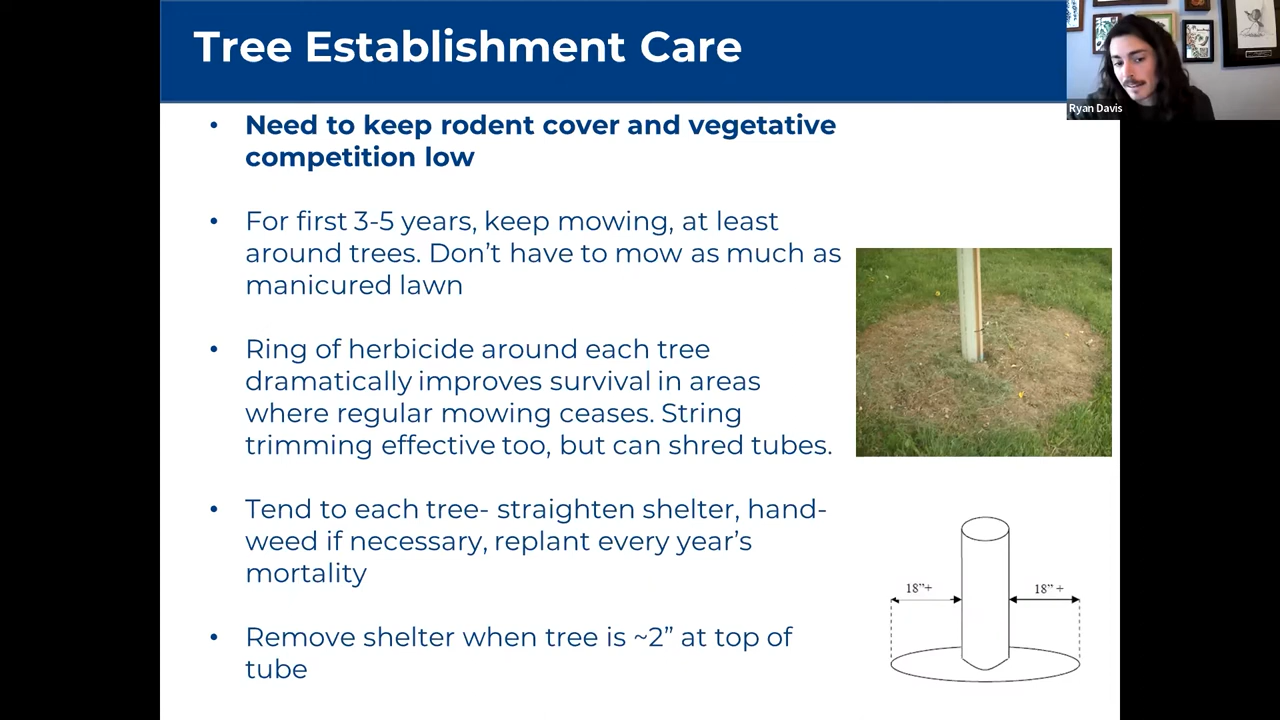 Tree Establishment Care
Ryan Davis
• Need to keep rodent cover and vegetative
competition low
• For first 3-5 years, keep mowing, at least
around trees. Don’t have to mow as much as
manicured lawn
• Ring of herbicide around each tree
dramatically improves survival in areas
where regular mowing ceases. String
trimming effective too, but can shred tubes.
• Tend to each tree- straighten shelter, hand-
weed if necessary, replant every year’s
mortality
• Remove shelter when tree is ~2” at top of
tube
18”+
18” +